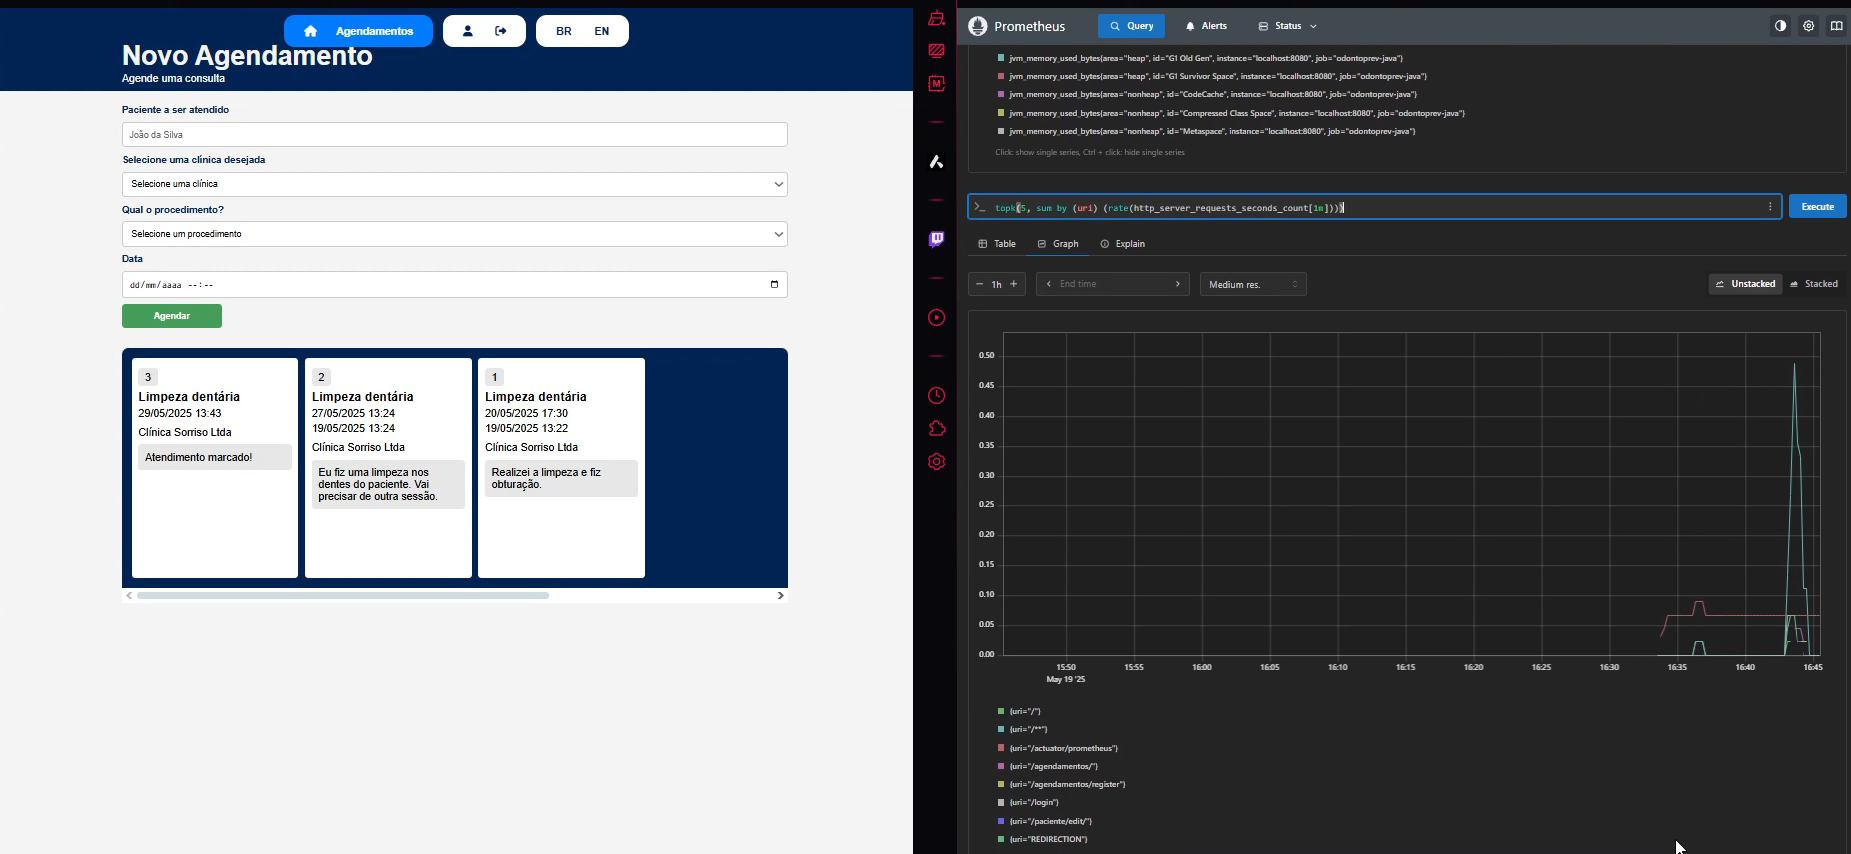 Agendamentos
BR EN
Novo Agendamento
Agende uma consulta
Paciente a ser atendido
João da Silva
Selecione uma clínica desejada
Selecione uma clínica
Qual o procedimento?
Selecione um procedimento
Data
dd/mm/aaaa --:--
Agendar
3
Limpeza dentária
29/05/2025 13:43
Clínica Sorriso Ltda
Atendimento marcado!
2
Limpeza dentária
27/05/2025 13:24
19/05/2025 13:24
Clínica Sorriso Ltda
Eu fiz uma limpeza nos
dentes do paciente. Vai
precisar de outra sessão.
1
Limpeza dentária
20/05/2025 17:30
19/05/2025 13:22
Clínica Sorriso Ltda
Realizei a limpeza e fiz
obturação.
M
Prometheus Query Alerts Status
jvm_memory_used_bytes{area="heap", id="G1 Old Gen", instance="localhost:8080", job="odontoprev-java"}
jvm_memory_used_bytes{area="heap", id="G1 Survivor Space", instance="localhost:8080", job="odontoprev-java"}
jvm_memory_used_bytes{area="nonheap", id="CodeCache", instance="localhost:8080", job="odontoprev-java"}
jvm_memory_used_bytes{area="nonheap", id="Compressed Class Space", instance="localhost:8080", job="odontoprev-java"}
jvm_memory_used_bytes{area="nonheap", id="Metaspace", instance="localhost:8080", job="odontoprev-java"}
Click: show single series, Ctrl + click: hide single series
>_ topk(5, sum by (uri) (rate(http_server_requests_seconds_count[1m])))
Execute
Table Graph Explain
− 1h + < End time > Medium res. Unstacked Stacked
0.50
0.45
0.40
0.35
0.30
0.25
0.20
0.15
0.10
0.05
0.00
15:50 15:55 16:00 16:05 16:10 16:15 16:20 16:25 16:30 16:35 16:40 16:45
May 19 '25
{uri="/"}
{uri="/**"}
{uri="/actuator/prometheus"}
{uri="/agendamentos/"}
{uri="/agendamentos/register"}
{uri="/login"}
{uri="/paciente/edit/"}
{uri="REDIRECTION"}